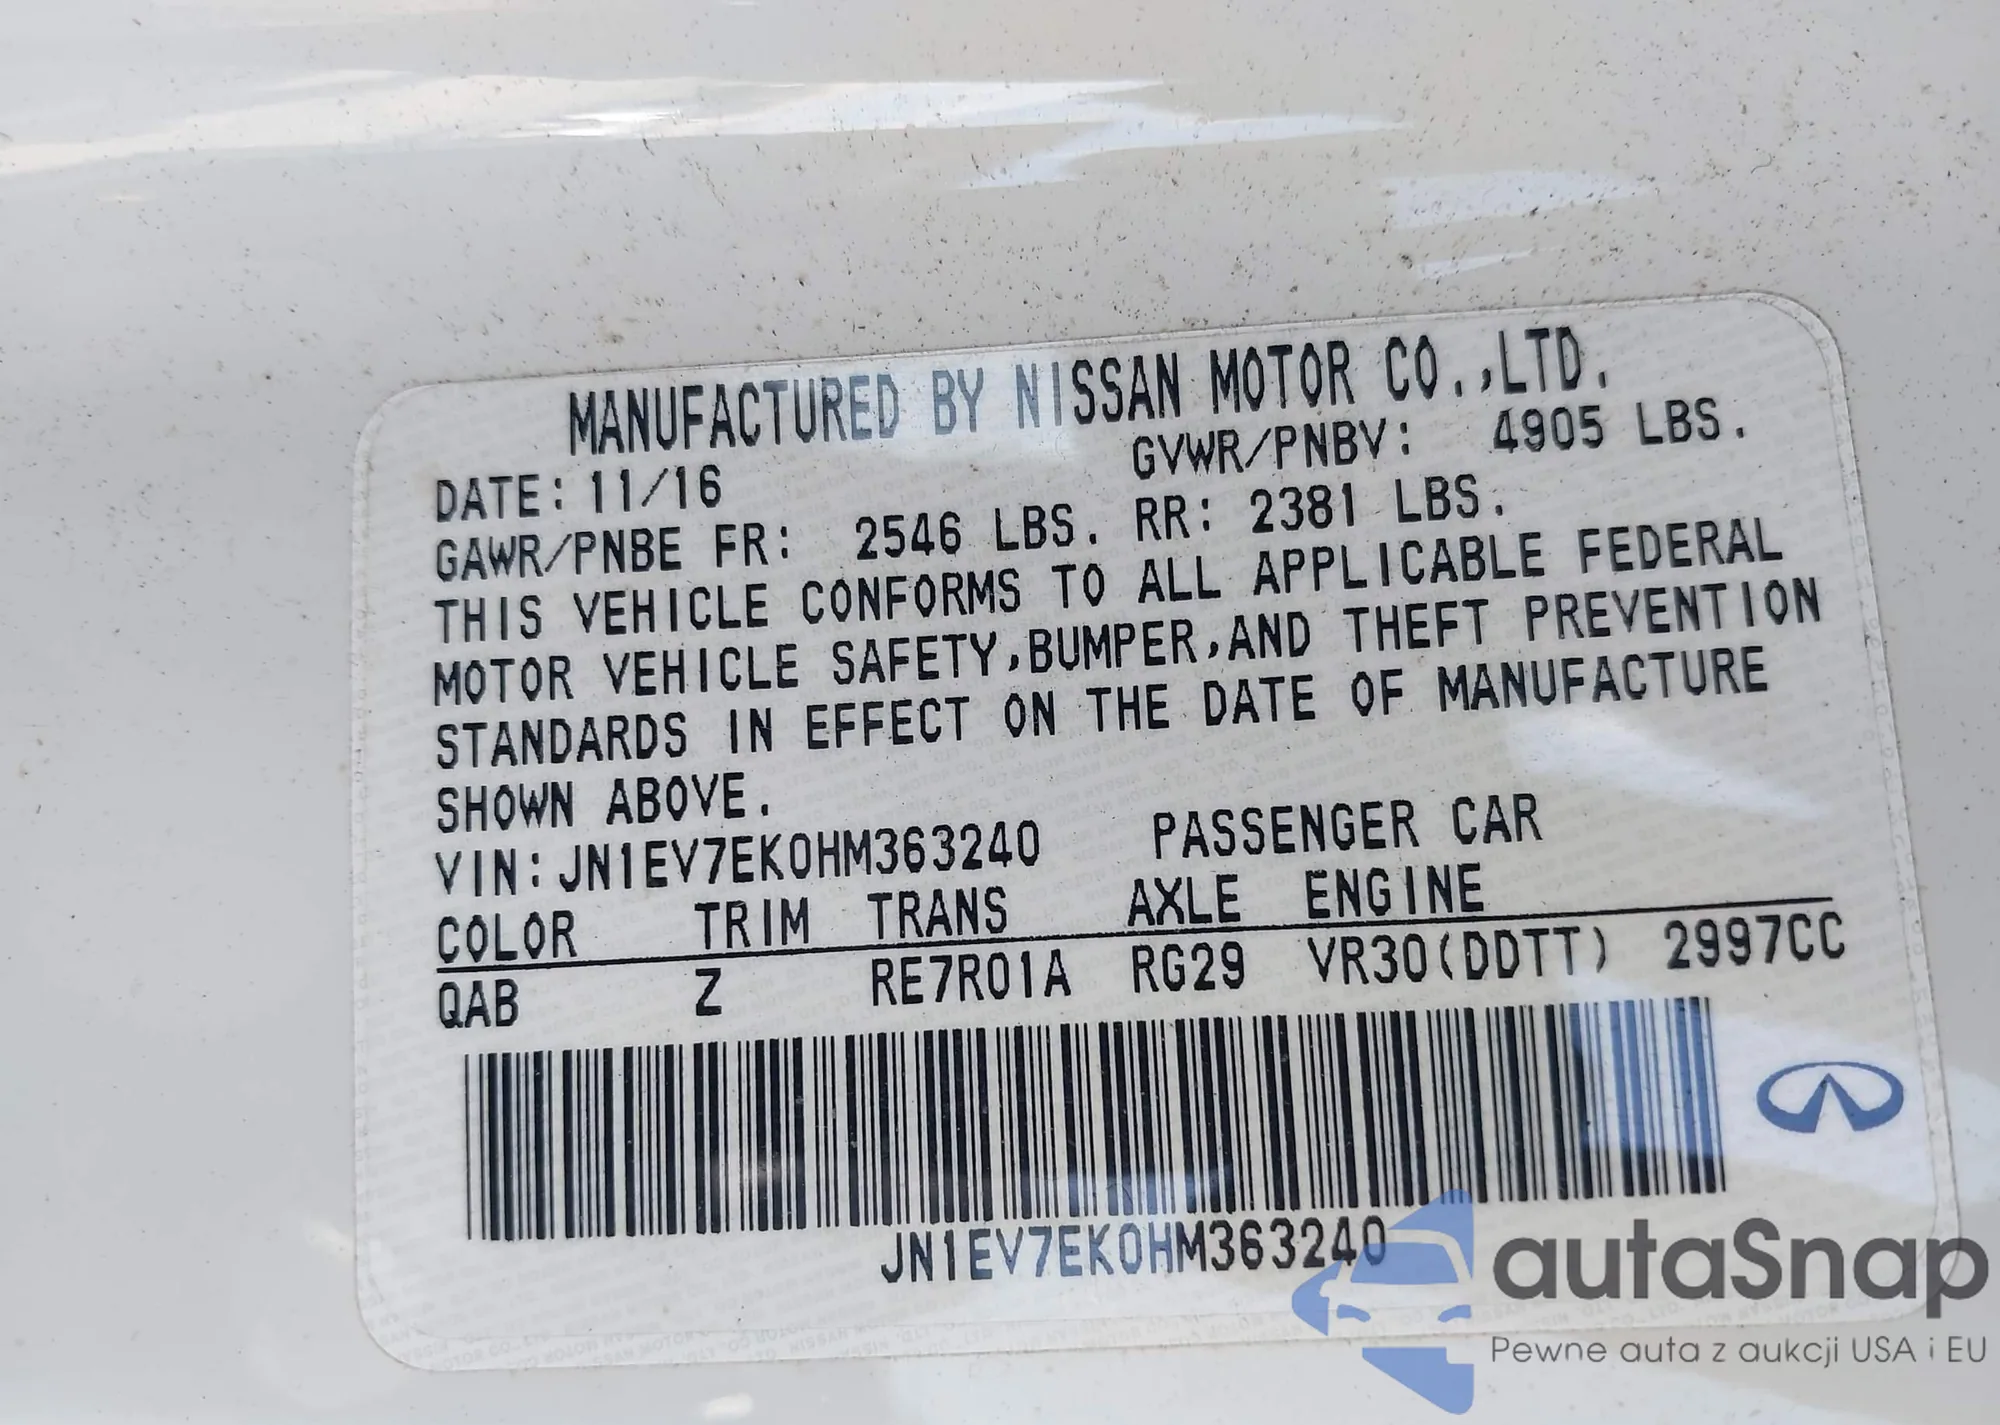 MANUFACTURED BY NISSAN MOTOR CO.,LTD.
DATE:11/16 GVWR/PNBV: 4905 LBS.
GAWR/PNBE FR: 2546 LBS. RR: 2381 LBS.
THIS VEHICLE CONFORMS TO ALL APPLICABLE FEDERAL
MOTOR VEHICLE SAFETY,BUMPER,AND THEFT PREVENTION
STANDARDS IN EFFECT ON THE DATE OF MANUFACTURE
SHOWN ABOVE.
VIN:JN1EV7EK0HM363240 PASSENGER CAR
COLOR TRIM TRANS AXLE ENGINE
QAB Z RE7R01A RG29 VR30(DDTT) 2997CC
JN1EV7EK0HM363240
autaSnap
Pewne auta z aukcji USA i EU